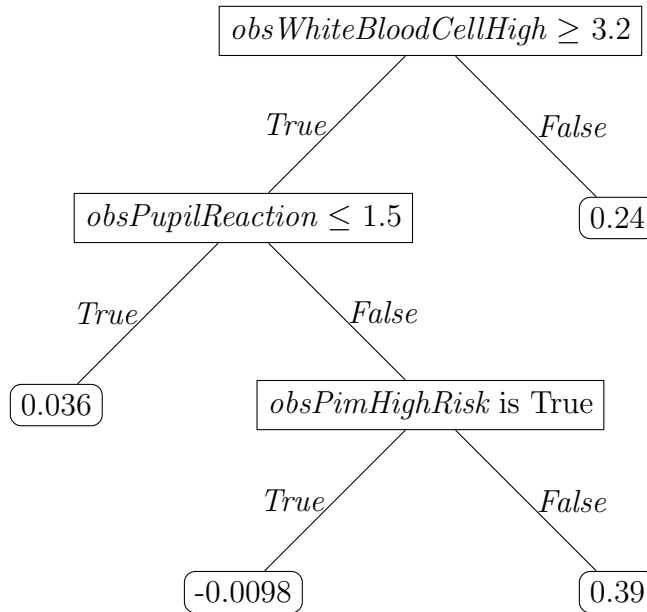 obsWhiteBloodCellHigh ≥ 3.2
True
False
obsPupilReaction ≤ 1.5
0.24
True
False
0.036
obsPimHighRisk is True
True
False
-0.0098
0.39